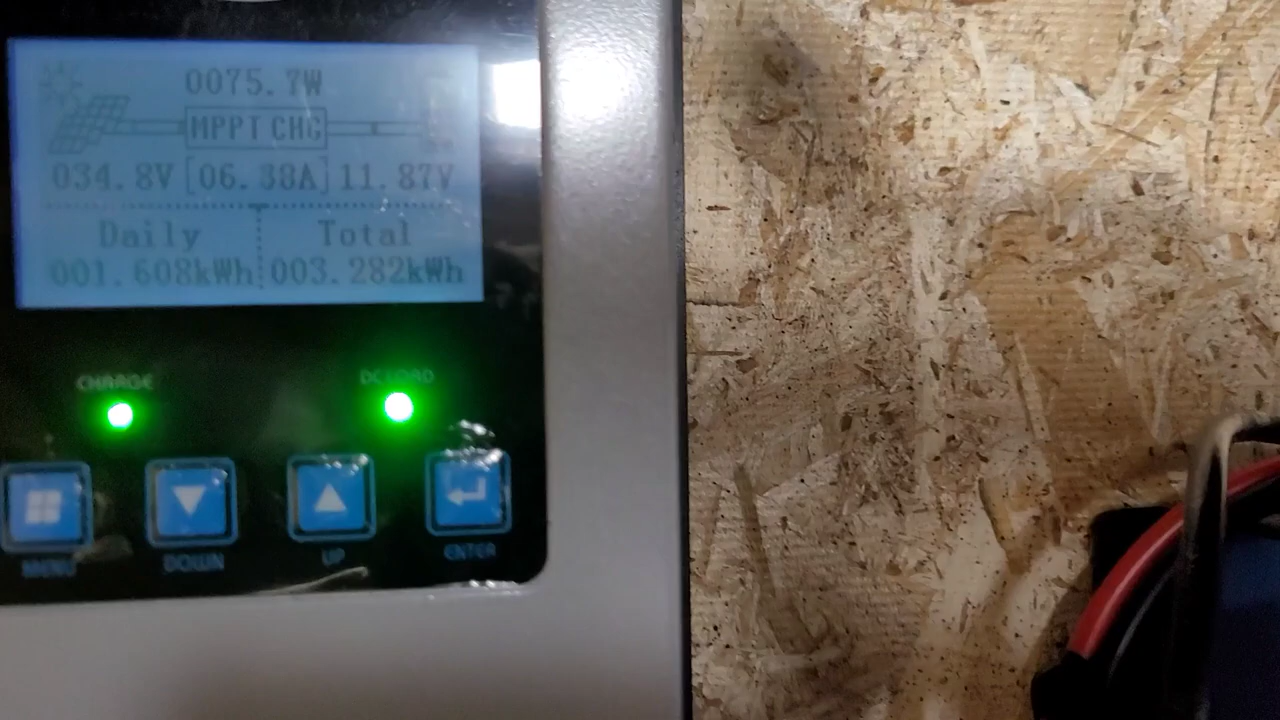 0075.7W
MPPT CHG
034.8V [06.38A] 11.87V
Daily Total
001.608kWh 003.282kWh
CHARGE DC LOAD
MENU DOWN UP ENTER